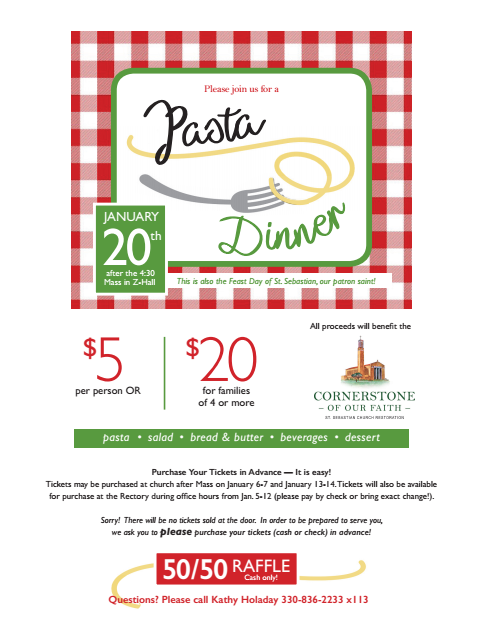 Please join us for a
Pasta
Dinner
JANUARY
20th
after the 4:30
Mass in Z-Hall
This is also the Feast Day of St. Sebastian, our patron saint!
All proceeds will benefit the
$5
per person OR
$20
for families
of 4 or more
CORNERSTONE
– OF OUR FAITH –
ST. SEBASTIAN CHURCH RESTORATION
pasta • salad • bread & butter • beverages • dessert
Purchase Your Tickets in Advance — It is easy!
Tickets may be purchased at church after Mass on January 6-7 and January 13-14. Tickets will also be available
for purchase at the Rectory during office hours from Jan. 5-12 (please pay by check or bring exact change!).
Sorry! There will be no tickets sold at the door. In order to be prepared to serve you,
we ask you to please purchase your tickets (cash or check) in advance!
50/50 RAFFLE
Cash only!
Questions? Please call Kathy Holaday 330-836-2233 x113